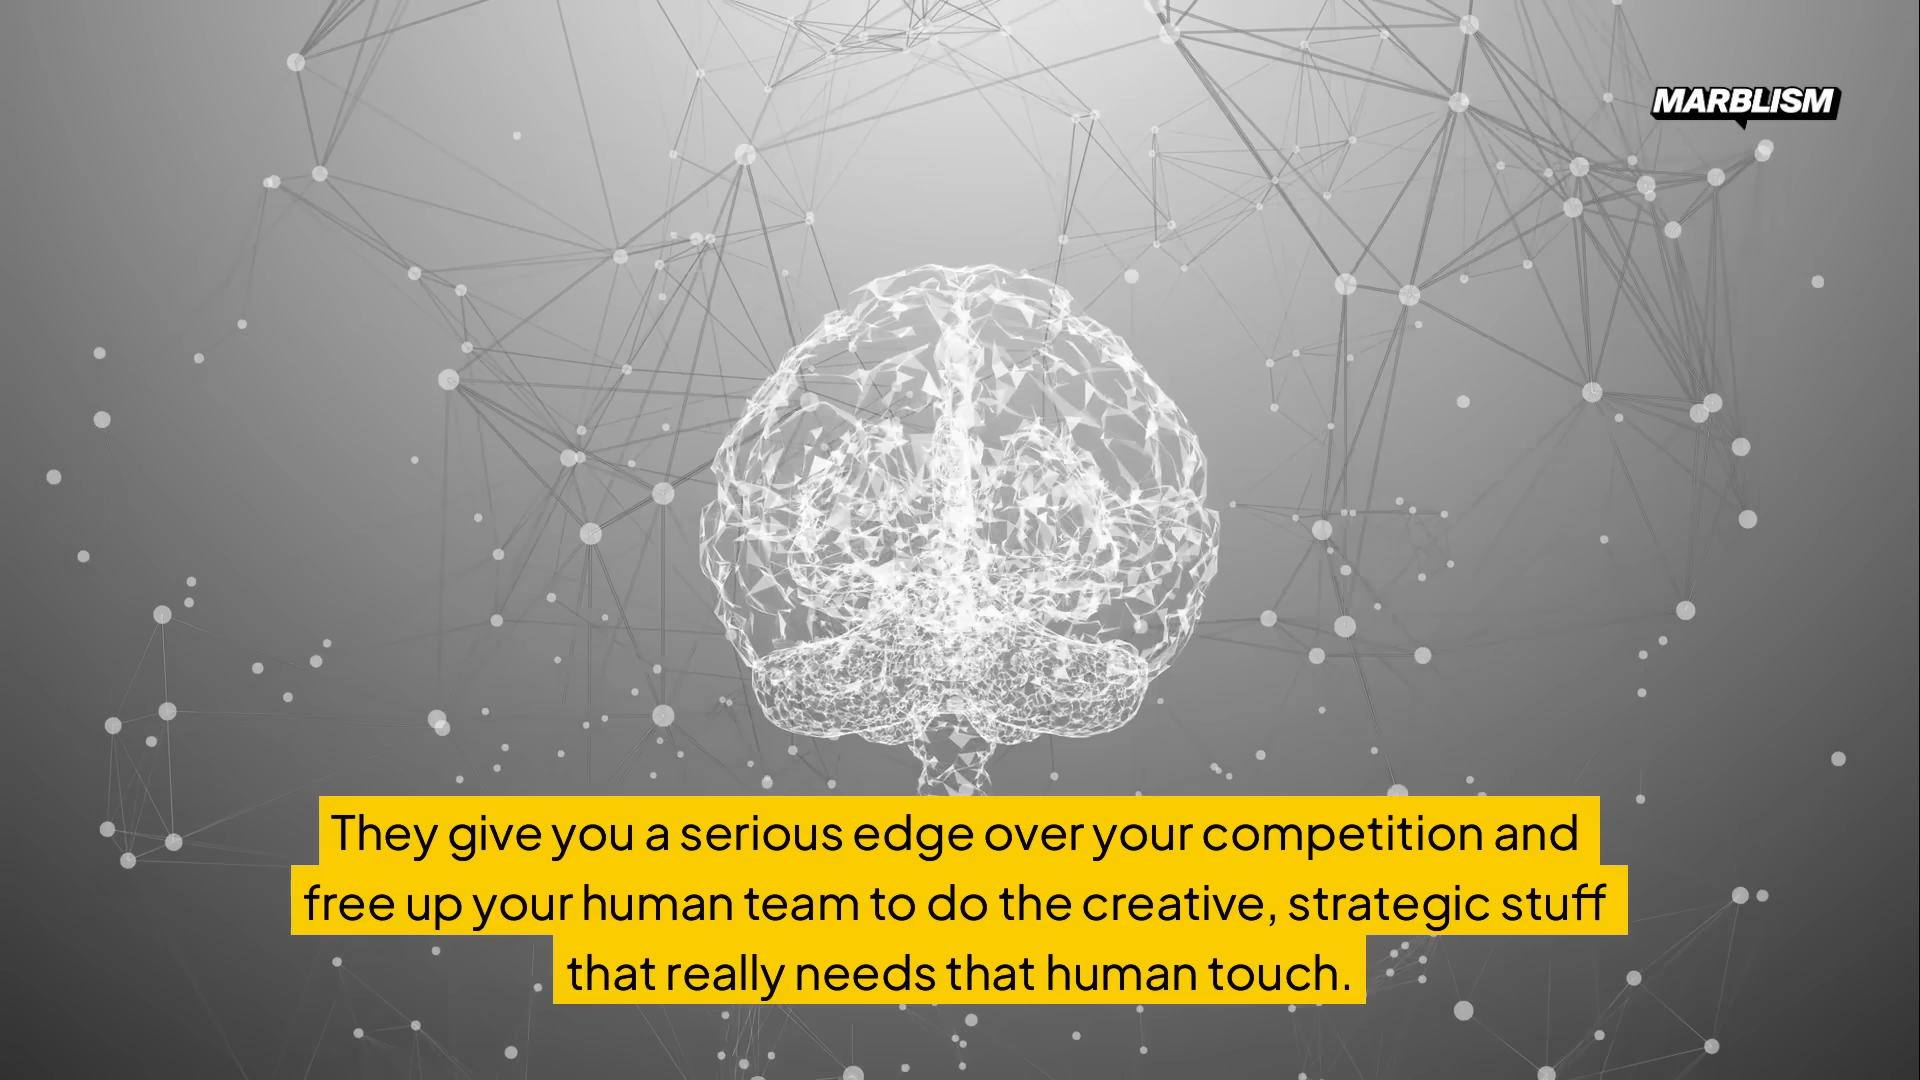 MARBLISM
They give you a serious edge over your competition and
free up your human team to do the creative, strategic stuff
that really needs that human touch.